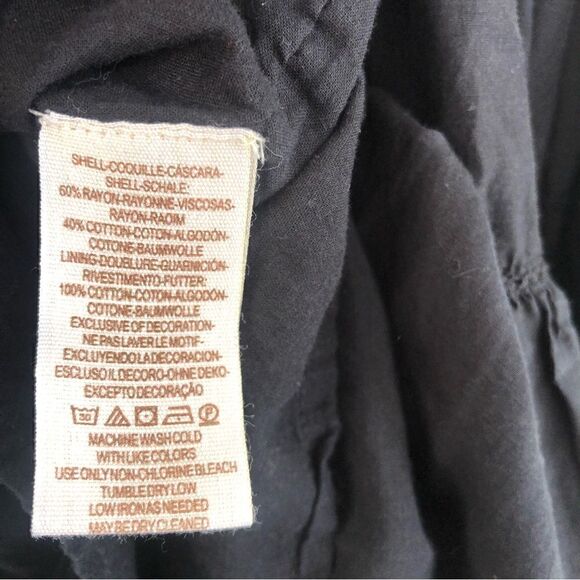 SHELL-COQUILLE-CÁSCARA-
SHELL-SCHALE:
60% RAYON-RAYONNE-VISCOSAS-
RAYON-RAOIM
40% COTTON-COTON-ALGODÓN-
COTONE-BAUMWOLLE
LINING-DOUBLURE-GUARNICIÓN-
RIVESTIMENTO-FUTTER:
100% COTTON-COTON-ALGODÓN-
COTONE-BAUMWOLLE
EXCLUSIVE OF DECORATION-
NE PAS LAVER LE MOTIF-
EXCLUYENDO LA DECORACION-
ESCLUSO IL DECORO-OHNE DEKO-
EXCEPTO DECORAÇÃO
30 P
MACHINE WASH COLD
WITH LIKE COLORS
USE ONLY NON-CHLORINE BLEACH
TUMBLE DRY LOW
LOW IRON AS NEEDED
MAY BE DRY CLEANED